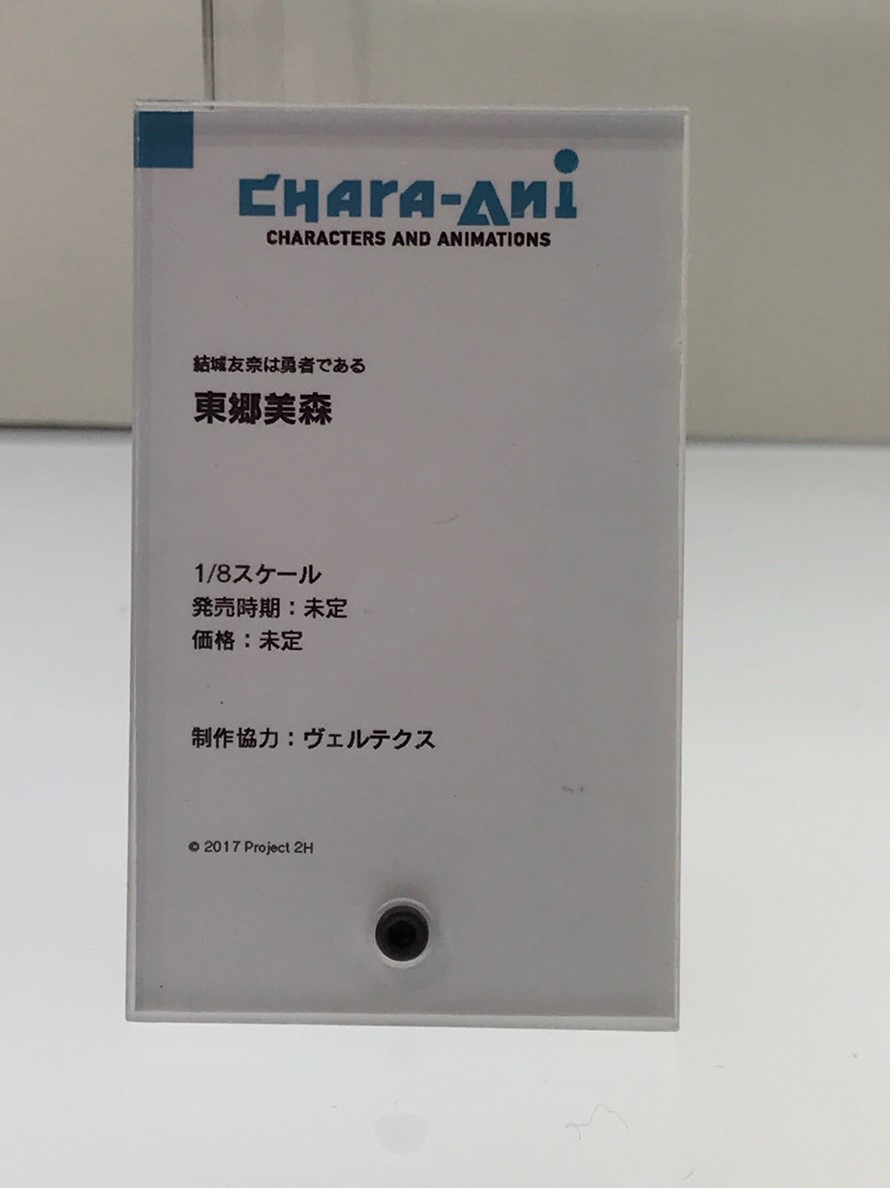 CHARA-ANI
CHARACTERS AND ANIMATIONS
結城友奈は勇者である
東郷美森
1/8スケール
発売時期：未定
価格：未定
制作協力：ヴェルテクス
© 2017 Project 2H